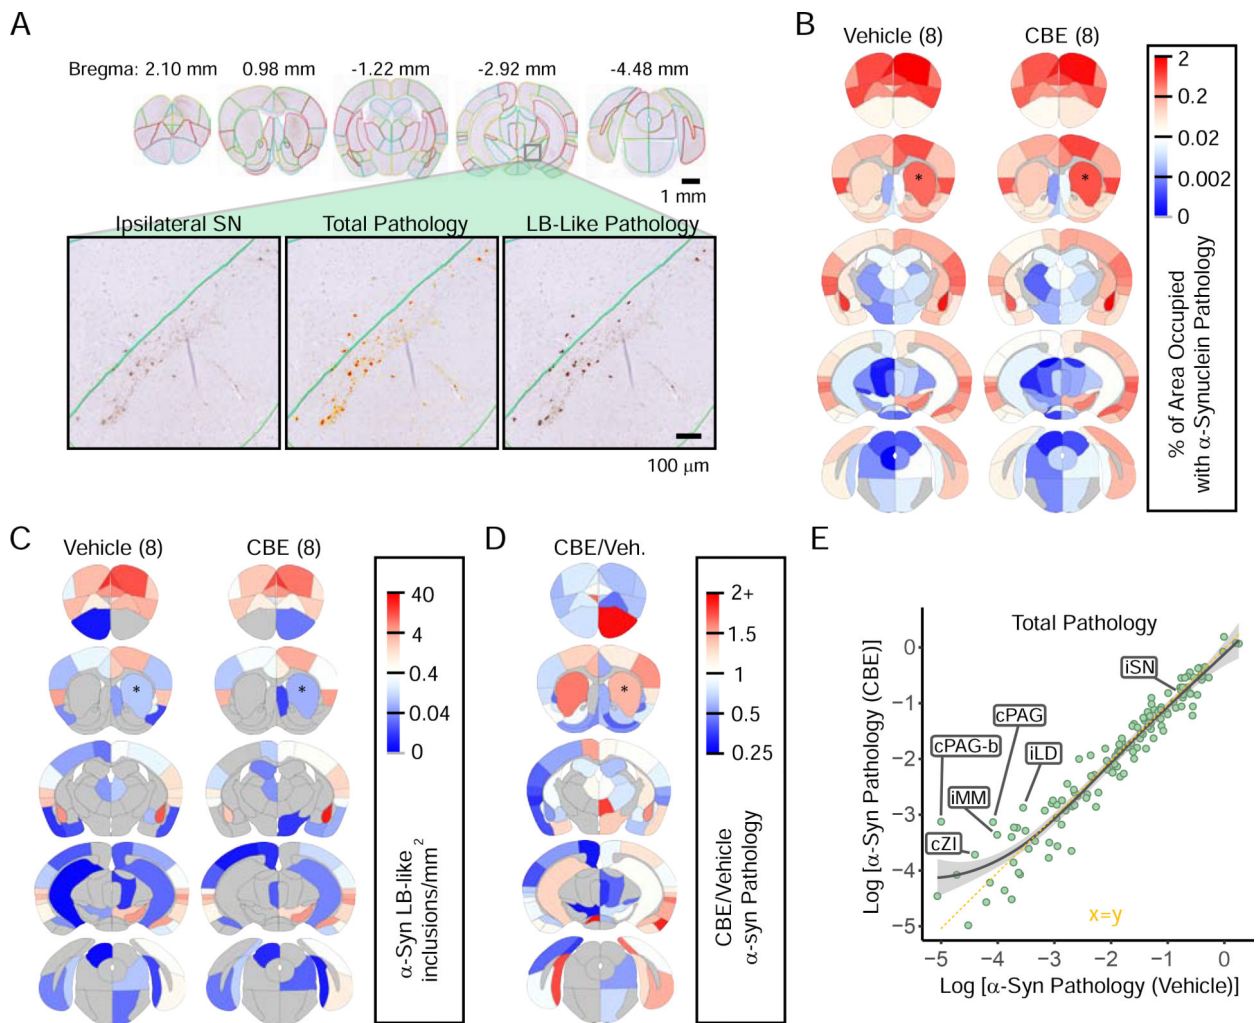 A
Bregma: 2.10 mm 0.98 mm -1.22 mm -2.92 mm -4.48 mm
1 mm
Ipsilateral SN Total Pathology LB-Like Pathology
100 μm
B
Vehicle (8) CBE (8)
2
0.2
0.02
0.002
0
% of Area Occupied
with α-Synuclein Pathology
*
*
C
Vehicle (8) CBE (8)
40
4
0.4
0.04
0
α-Syn LB-like
inclusions/mm²
*
*
D
CBE/Veh.
2+
1.5
1
0.5
0.25
CBE/Vehicle
α-syn Pathology
*
E
Total Pathology
iSN
cPAG
cPAG-b
iLD
iMM
cZI
x=y
0
−1
−2
−3
−4
−5
Log [α-Syn Pathology (CBE)]
−5 −4 −3 −2 −1 0
Log [α-Syn Pathology (Vehicle)]